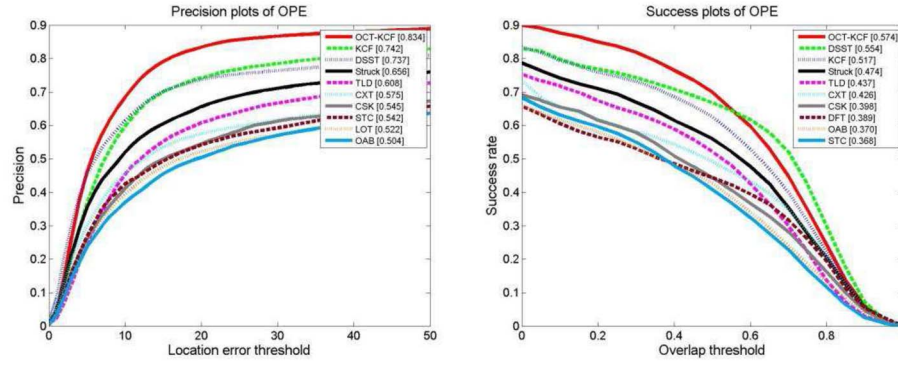 Precision plots of OPE
0.9
0.8
0.7
0.6
0.5
0.4
0.3
0.2
0.1
0
Precision
0 10 20 30 40 50
Location error threshold
OCT-KCF [0.834]
KCF [0.742]
DSST [0.737]
Struck [0.656]
TLD [0.608]
CXT [0.575]
CSK [0.545]
STC [0.542]
LOT [0.522]
OAB [0.504]
Success plots of OPE
0.9
0.8
0.7
0.6
0.5
0.4
0.3
0.2
0.1
0
Success rate
0 0.2 0.4 0.6 0.8
Overlap threshold
OCT-KCF [0.574]
DSST [0.554]
KCF [0.517]
Struck [0.474]
TLD [0.437]
CXT [0.426]
CSK [0.398]
DFT [0.389]
OAB [0.370]
STC [0.368]